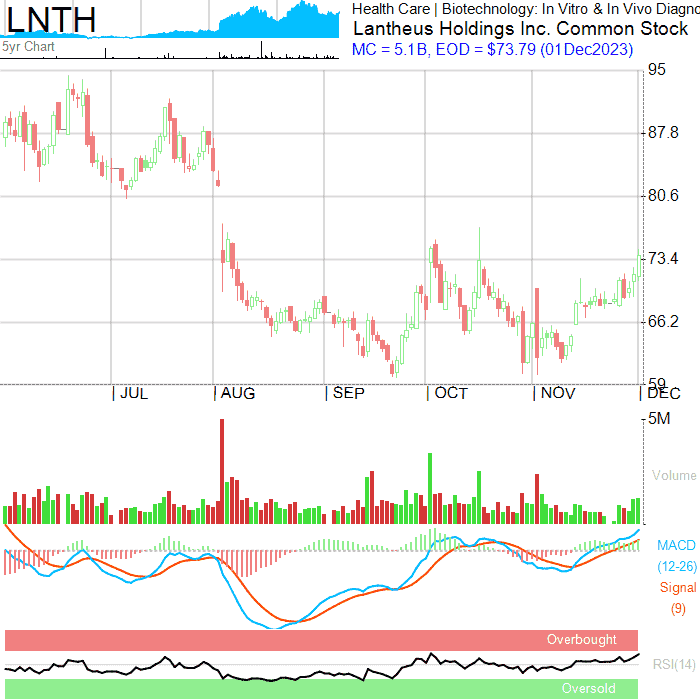 LNTH
5yr Chart
Health Care | Biotechnology: In Vitro & In Vivo Diagno
Lantheus Holdings Inc. Common Stock
MC = 5.1B, EOD = $73.79 (01Dec2023)
95
87.8
80.6
73.4
66.2
59
| JUL | AUG | SEP | OCT | NOV | DEC
5M
Volume
MACD
(12-26)
Signal
(9)
Overbought
RSI(14)
Oversold